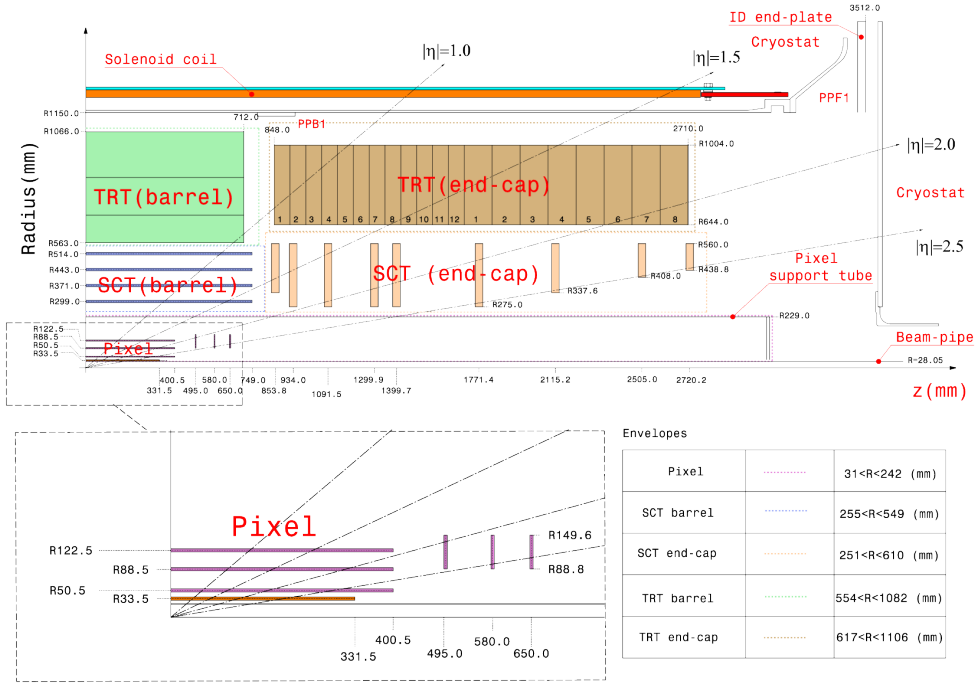 3512.0
ID end-plate
Cryostat
|η|=1.0
Solenoid coil
|η|=1.5
PPF1
R1150.0
712.0
PPB1
R1066.0
848.0
2710.0
R1004.0
|η|=2.0
TRT(barrel)
TRT(end-cap)
Cryostat
Radius(mm)
1 2 3 4 5 6 7 8 9 10 11 12 1 2 3 4 5 6 7 8
R644.0
R563.0
R560.0
R514.0
|η|=2.5
R443.0
SCT(barrel)
SCT (end-cap)
R438.8
Pixel
support tube
R408.0
R371.0
R337.6
R299.0
R275.0
R229.0
R122.5
R88.5
R50.5
R33.5
Pixel
Beam-pipe
R-28.05
400.5 580.0 749.0 934.0 1299.9 1771.4 2115.2 2505.0 2720.2
331.5 495.0 650.0 853.8 1091.5 1399.7
z(mm)
Pixel
R122.5
R88.5
R50.5
R33.5
R149.6
R88.8
400.5
331.5
495.0
580.0
650.0
Envelopes
Pixel 31<R<242 (mm)
SCT barrel 255<R<549 (mm)
SCT end-cap 251<R<610 (mm)
TRT barrel 554<R<1082 (mm)
TRT end-cap 617<R<1106 (mm)